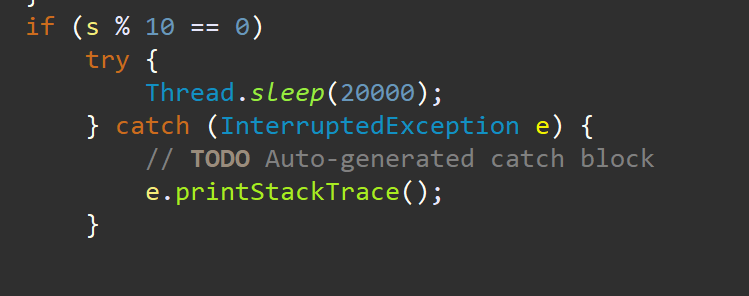 }
if (s % 10 == 0)
try {
Thread.sleep(20000);
} catch (InterruptedException e) {
// TODO Auto-generated catch block
e.printStackTrace();
}